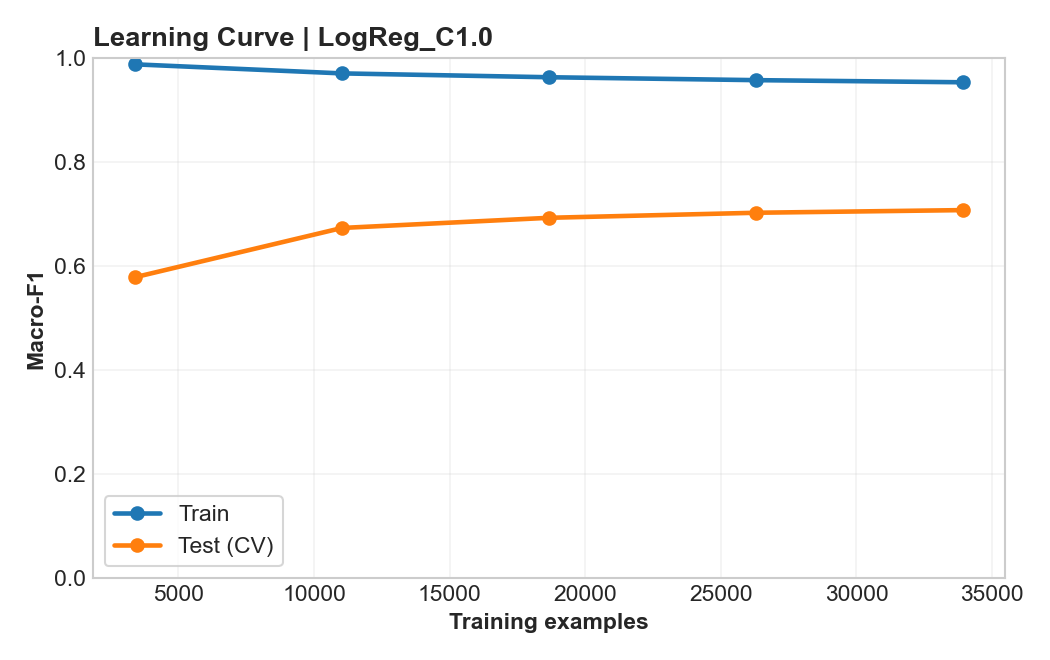 Learning Curve | LogReg_C1.0
1.0
0.8
0.6
0.4
0.2
0.0
Macro-F1
Train
Test (CV)
5000 10000 15000 20000 25000 30000 35000
Training examples